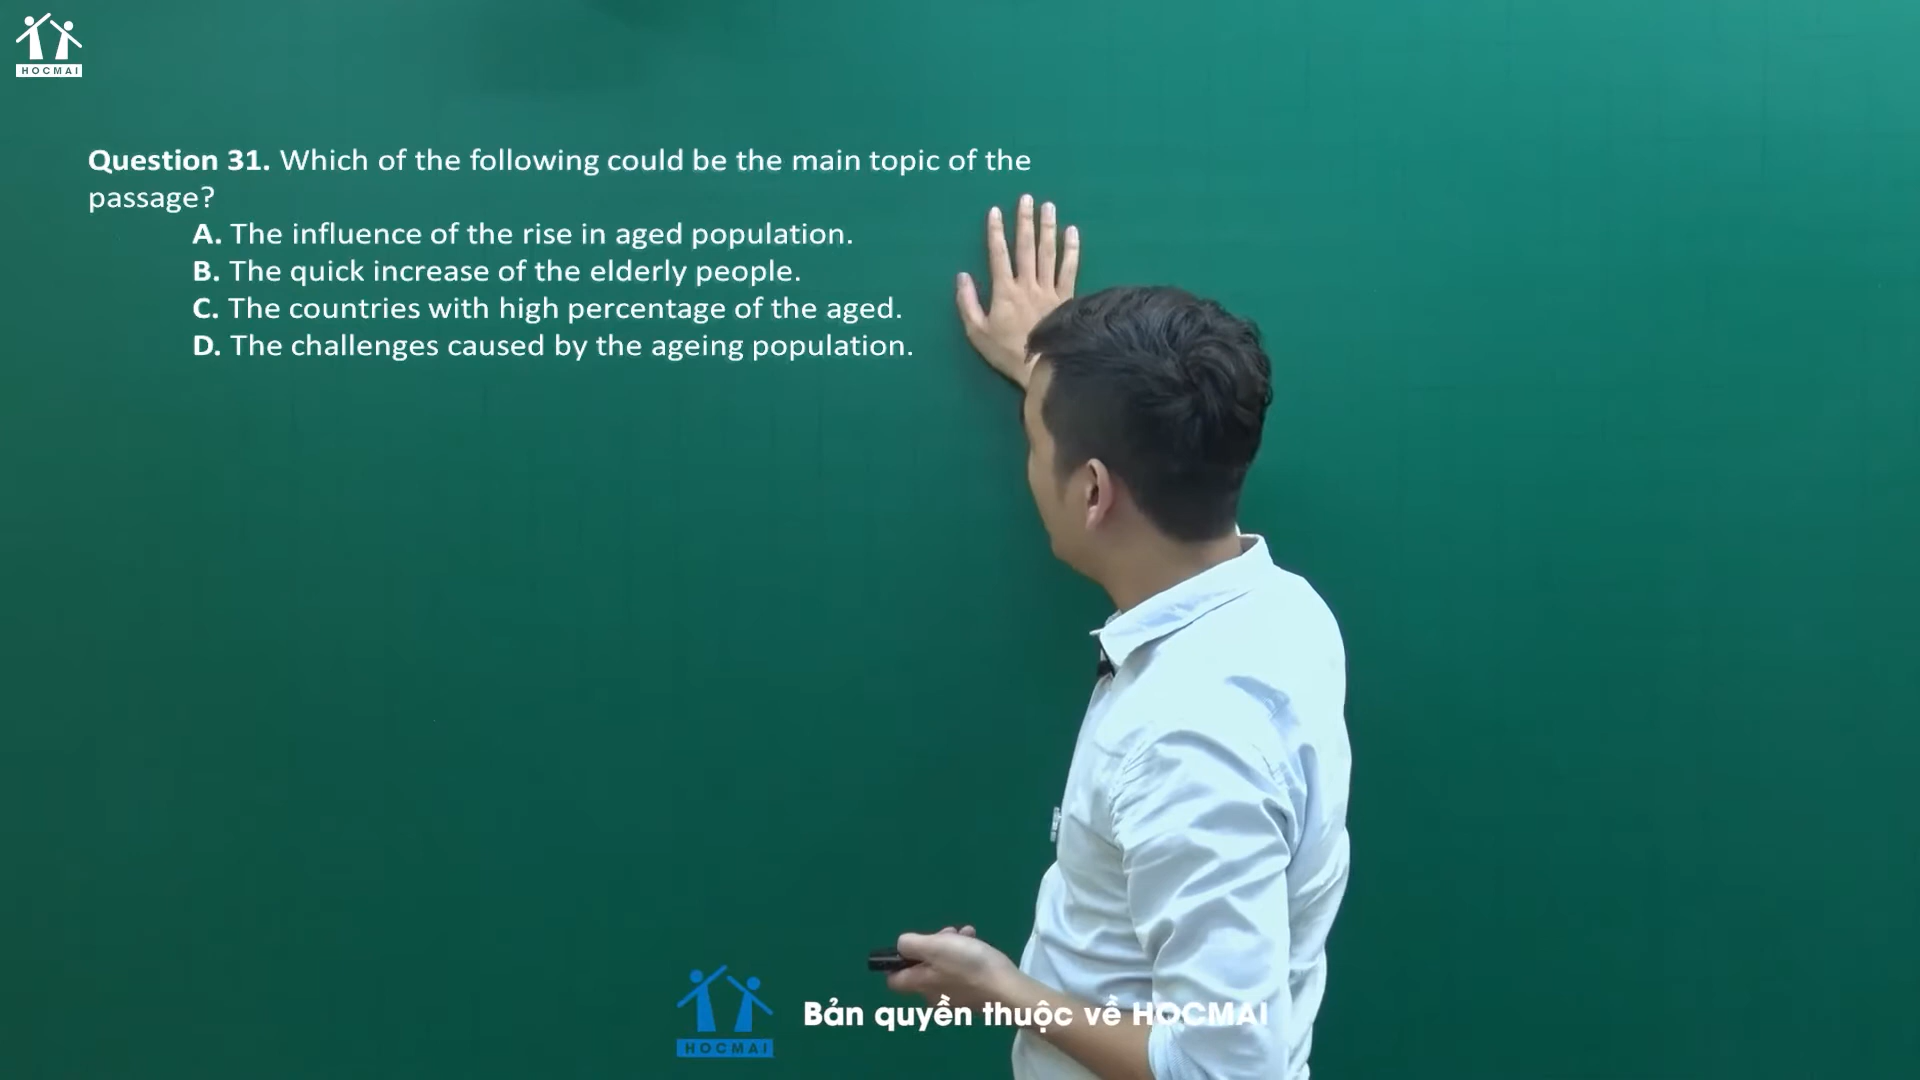 HOCMAI
Question 31. Which of the following could be the main topic of the
passage?
A. The influence of the rise in aged population.
B. The quick increase of the elderly people.
C. The countries with high percentage of the aged.
D. The challenges caused by the ageing population.
HOCMAI
Bản quyền thuộc về HOCMAI